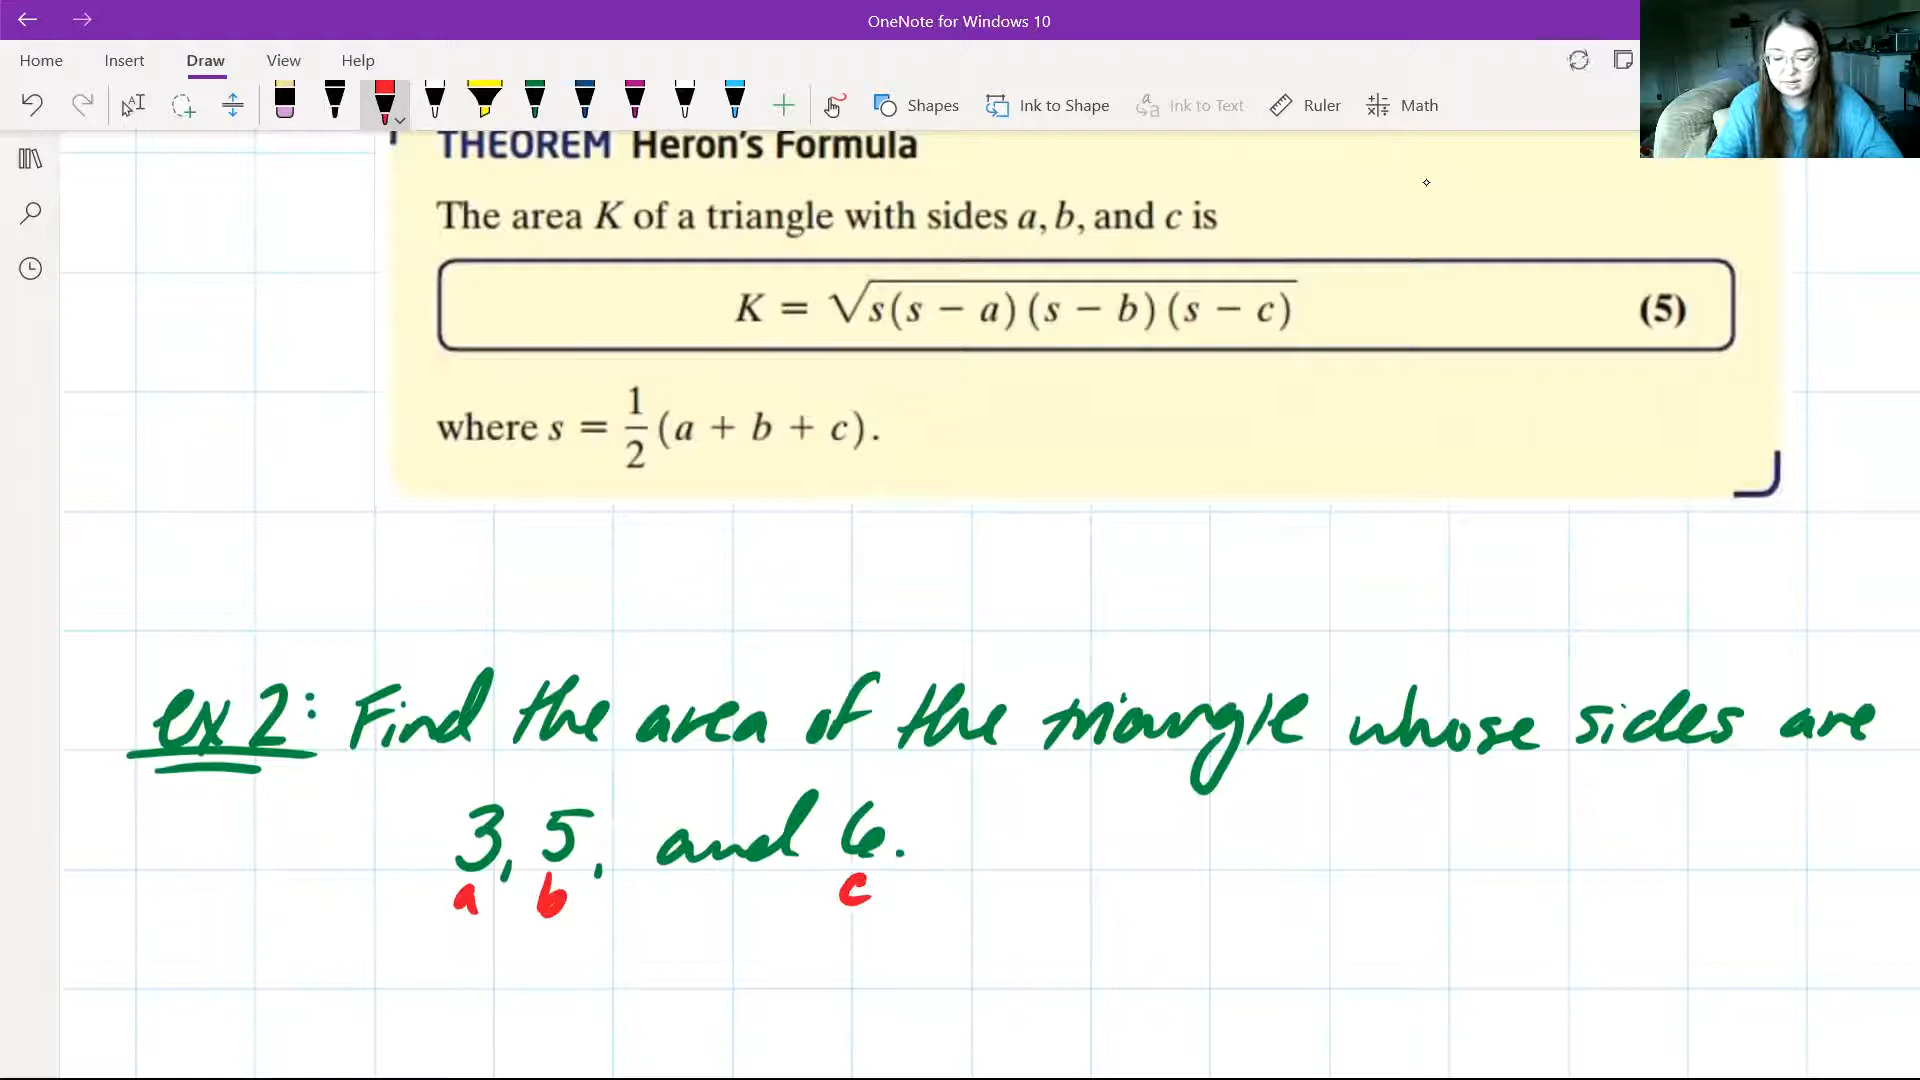 OneNote for Windows 10
Home Insert Draw View Help
Shapes Ink to Shape Ink to Text Ruler Math
THEOREM Heron's Formula
The area K of a triangle with sides a, b, and c is
K = √s(s − a)(s − b)(s − c) (5)
where s = 1/2 (a + b + c).
ex 2: Find the area of the triangle whose sides are
3, 5, and 6.
a b c